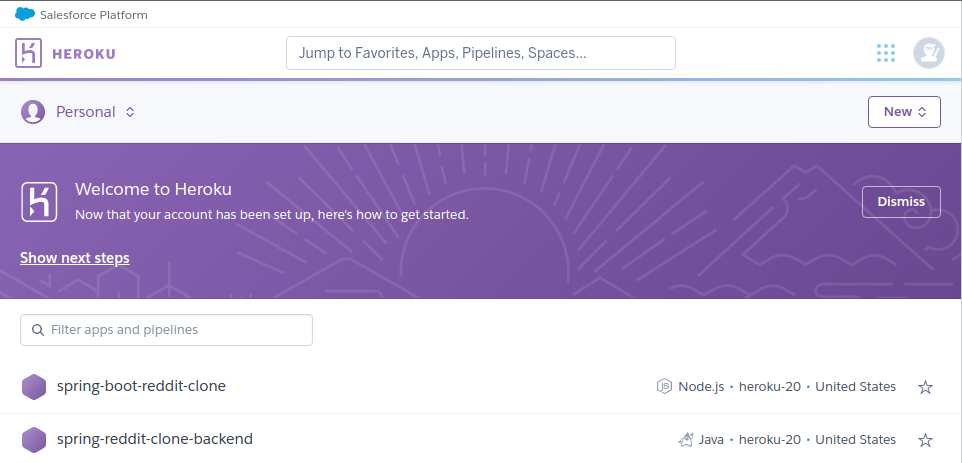 Salesforce Platform
HEROKU
Jump to Favorites, Apps, Pipelines, Spaces...
Personal
New
Welcome to Heroku
Now that your account has been set up, here's how to get started.
Dismiss
Show next steps
Filter apps and pipelines
spring-boot-reddit-clone
Node.js • heroku-20 • United States
spring-reddit-clone-backend
Java • heroku-20 • United States